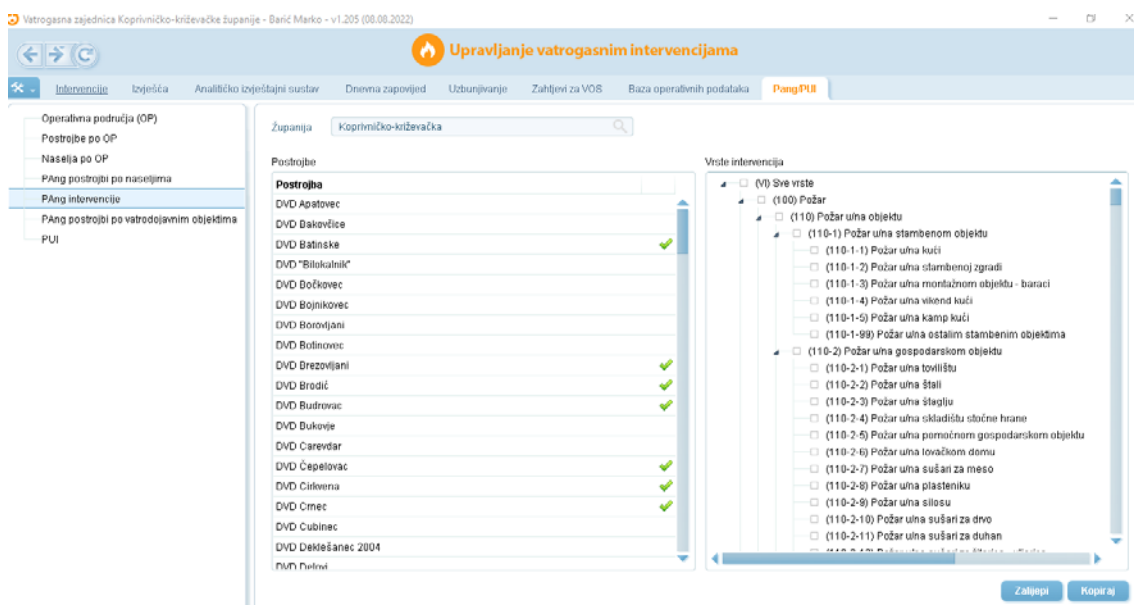 Vatrogasna zajednica Koprivničko-križevačke županije - Barić Marko - v1.205 (08.08.2022)
Upravljanje vatrogasnim intervencijama
Intervencije Izvješća Analitičko izvještajni sustav Dnevna zapovijed Uzbunjivanje Zahtjevi za VOS Baza operativnih podataka Pang/PUI
Operativna područja (OP)
Postrojbe po OP
Naselja po OP
PAng postrojbi po naseljima
PAng intervencije
PAng postrojbi po vatrodojavnim objektima
PUI
Županija Koprivničko-križevačka
Postrojbe
Postrojba
DVD Apatovec
DVD Bakovčice
DVD Batinske
DVD "Bilokalnik"
DVD Bočkovec
DVD Bojnikovec
DVD Borovljani
DVD Botinovec
DVD Brezovljani
DVD Brodić
DVD Budrovac
DVD Bukovje
DVD Carevdar
DVD Čepelovac
DVD Cirkvena
DVD Crnec
DVD Cubinec
DVD Deklešanec 2004
DVD Delovi
Vrste intervencija
(VI) Sve vrste
(100) Požar
(110) Požar u/na objektu
(110-1) Požar u/na stambenom objektu
(110-1-1) Požar u/na kući
(110-1-2) Požar u/na stambenoj zgradi
(110-1-3) Požar u/na montažnom objektu - baraci
(110-1-4) Požar u/na vikend kući
(110-1-5) Požar u/na kamp kući
(110-1-99) Požar u/na ostalim stambenim objektima
(110-2) Požar u/na gospodarskom objektu
(110-2-1) Požar u/na tovilištu
(110-2-2) Požar u/na štali
(110-2-3) Požar u/na štaglju
(110-2-4) Požar u/na skladištu stočne hrane
(110-2-5) Požar u/na pomoćnom gospodarskom objektu
(110-2-6) Požar u/na lovačkom domu
(110-2-7) Požar u/na sušari za meso
(110-2-8) Požar u/na plasteniku
(110-2-9) Požar u/na silosu
(110-2-10) Požar u/na sušari za drvo
(110-2-11) Požar u/na sušari za duhan
Zalijepi Kopiraj